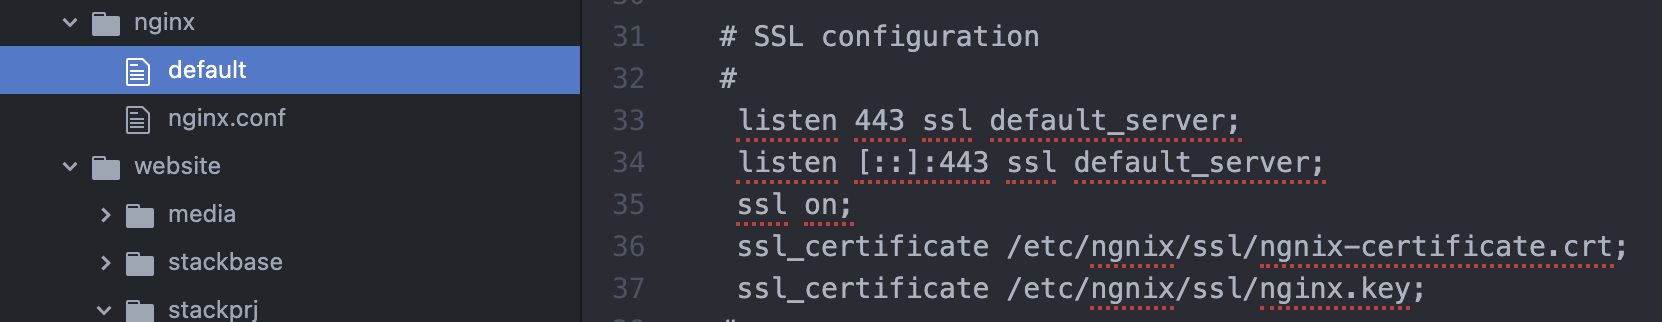 nginx
default
nginx.conf
website
media
stackbase
stackprj
31 # SSL configuration
32 #
33 listen 443 ssl default_server;
34 listen [::]:443 ssl default_server;
35 ssl on;
36 ssl_certificate /etc/ngnix/ssl/ngnix-certificate.crt;
37 ssl_certificate /etc/ngnix/ssl/nginx.key;